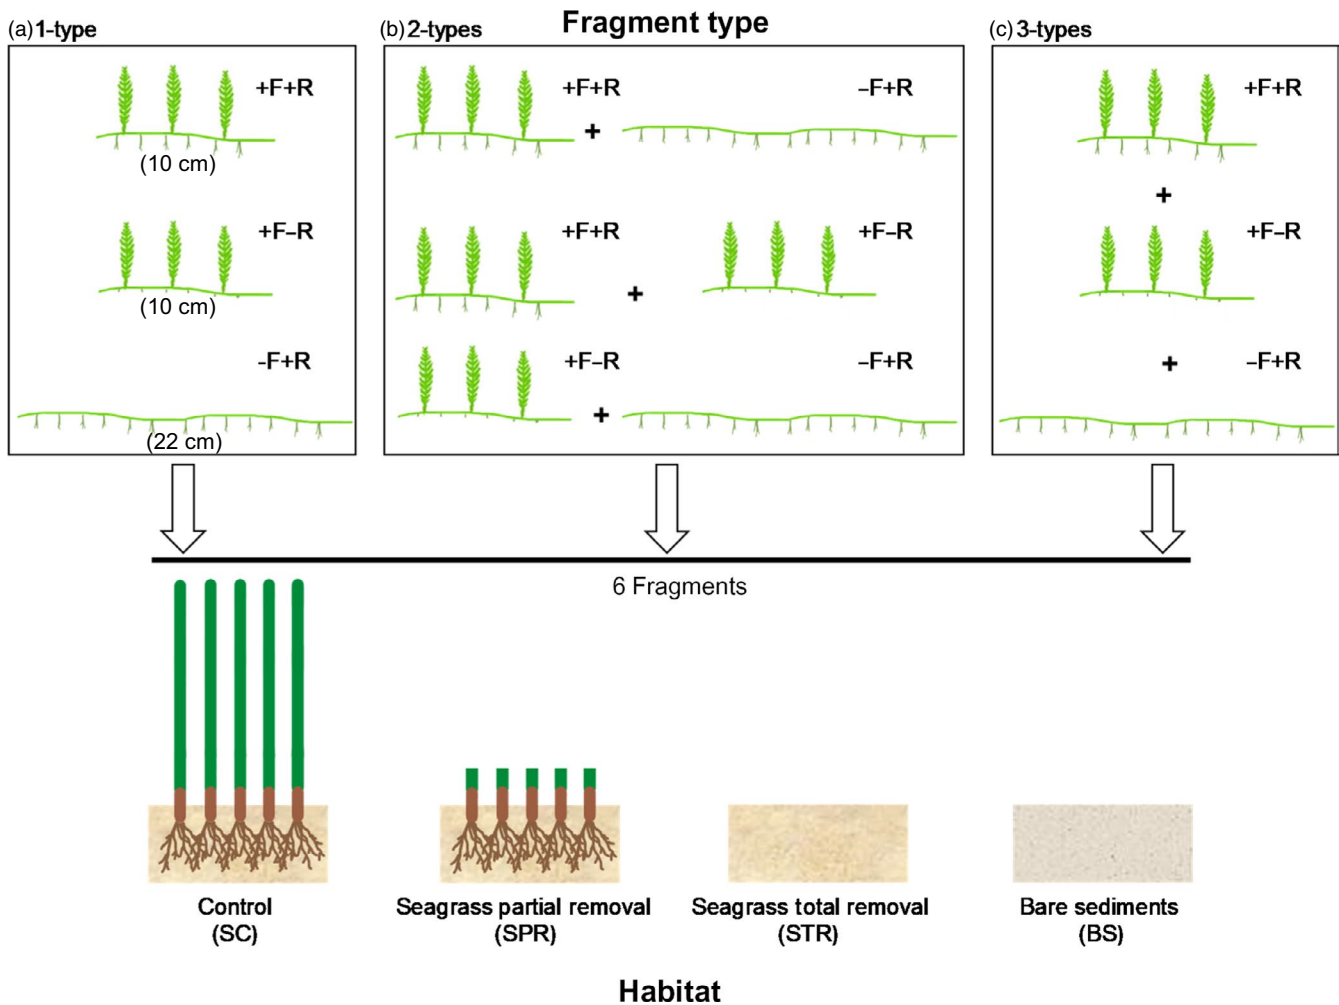 Fragment type
(a) 1-type
+F+R
(10 cm)
+F–R
(10 cm)
–F+R
(22 cm)
(b) 2-types
+F+R
+
–F+R
+F+R
+
+F–R
+F–R
+
–F+R
(c) 3-types
+F+R
+
+F–R
+
–F+R
6 Fragments
Control
(SC)
Seagrass partial removal
(SPR)
Seagrass total removal
(STR)
Bare sediments
(BS)
Habitat